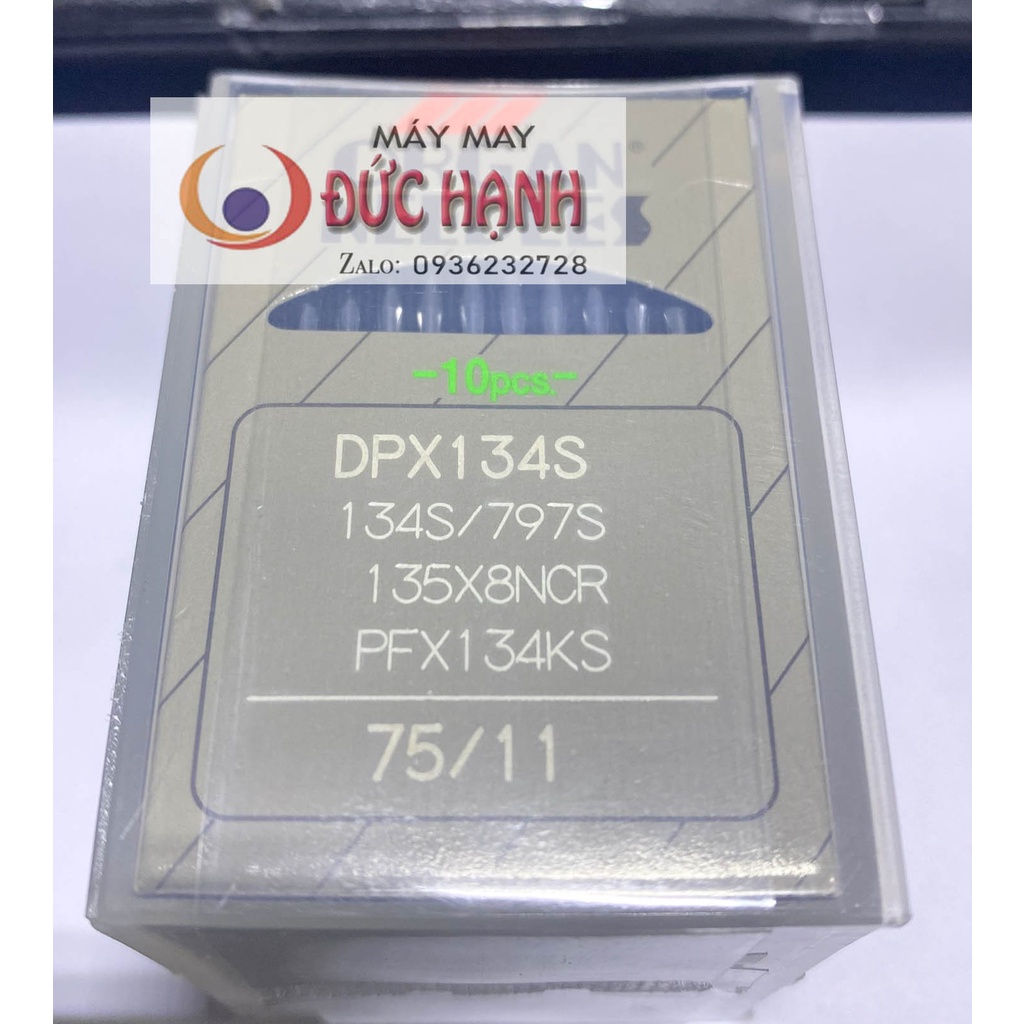 MÁY MAY
ĐỨC HẠNH
ZALO: 0936232728
-10pcs.-
DPX134S
134S/797S
135X8NCR
PFX134KS
75/11